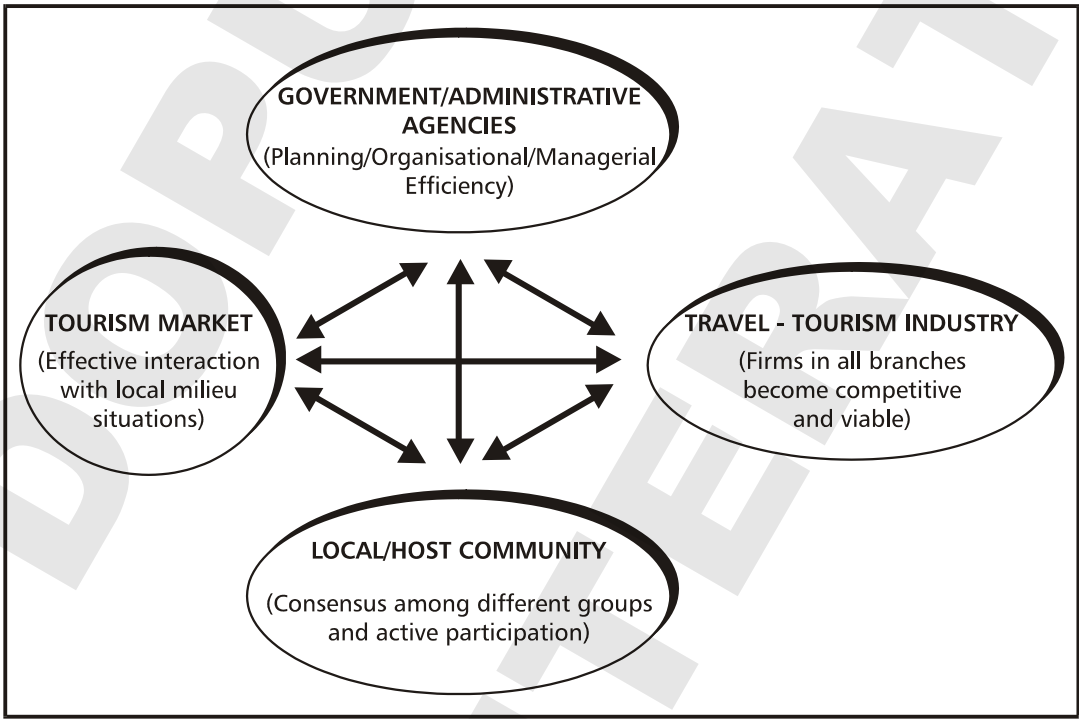 GOVERNMENT/ADMINISTRATIVE
AGENCIES
(Planning/Organisational/Managerial
Efficiency)
TOURISM MARKET
(Effective interaction
with local milieu
situations)
TRAVEL - TOURISM INDUSTRY
(Firms in all branches
become competitive
and viable)
LOCAL/HOST COMMUNITY
(Consensus among different groups
and active participation)